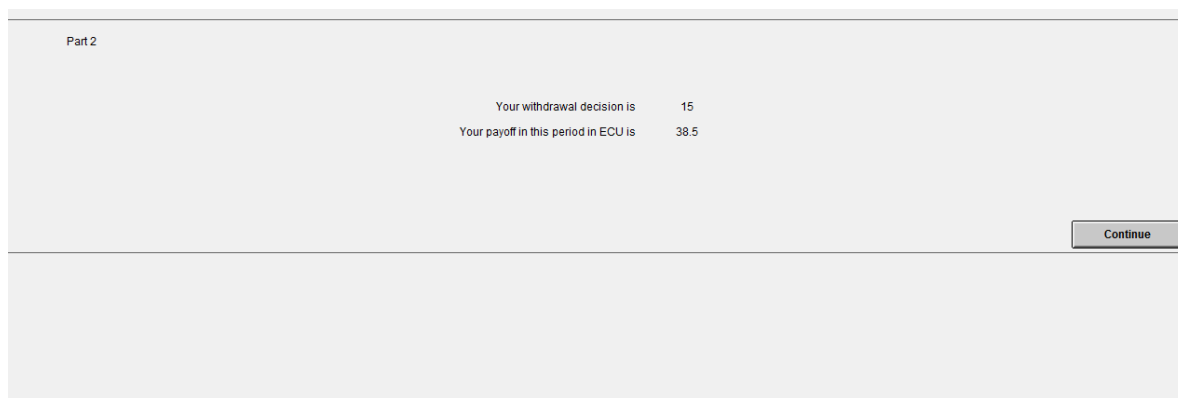 Part 2
Your withdrawal decision is 15
Your payoff in this period in ECU is 38.5
Continue